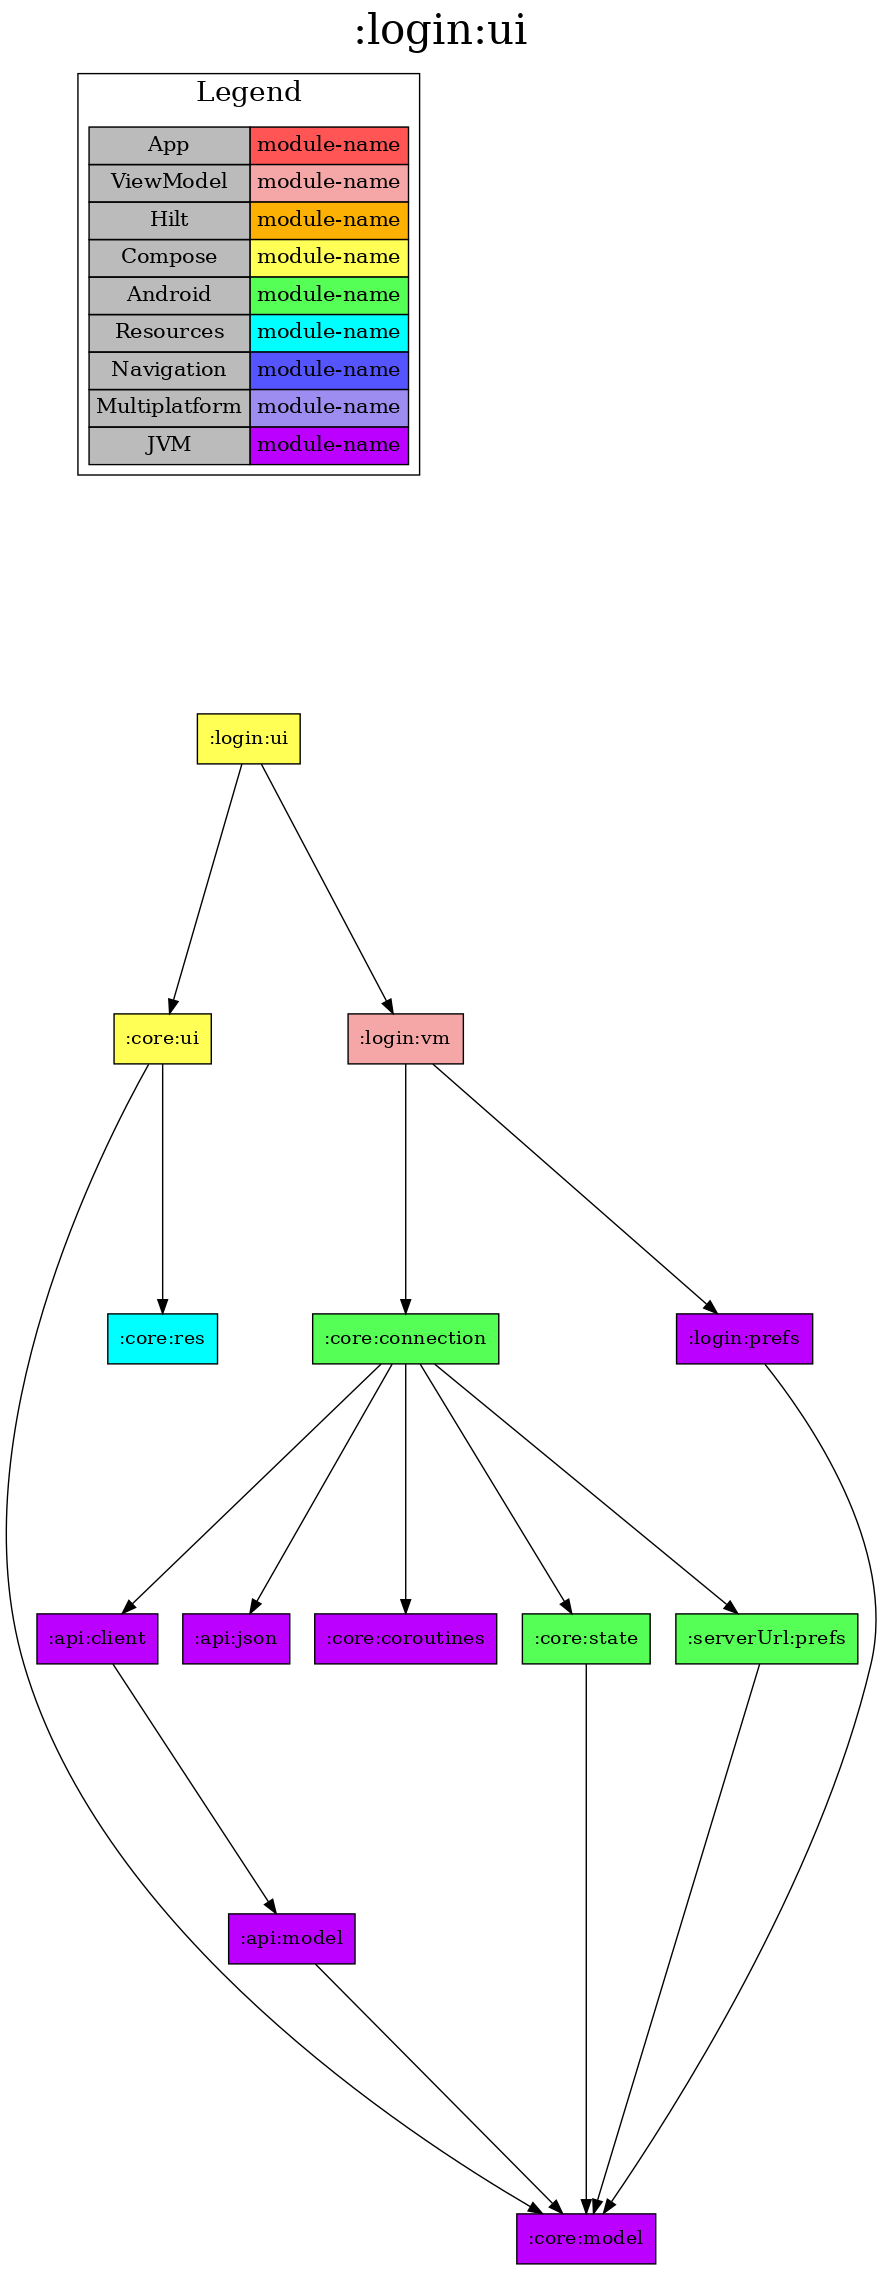 :login:ui
Legend
App module-name
ViewModel module-name
Hilt module-name
Compose module-name
Android module-name
Resources module-name
Navigation module-name
Multiplatform module-name
JVM module-name
:login:ui
:core:ui :login:vm
:core:res :core:connection :login:prefs
:api:client :api:json :core:coroutines :core:state :serverUrl:prefs
:api:model
:core:model